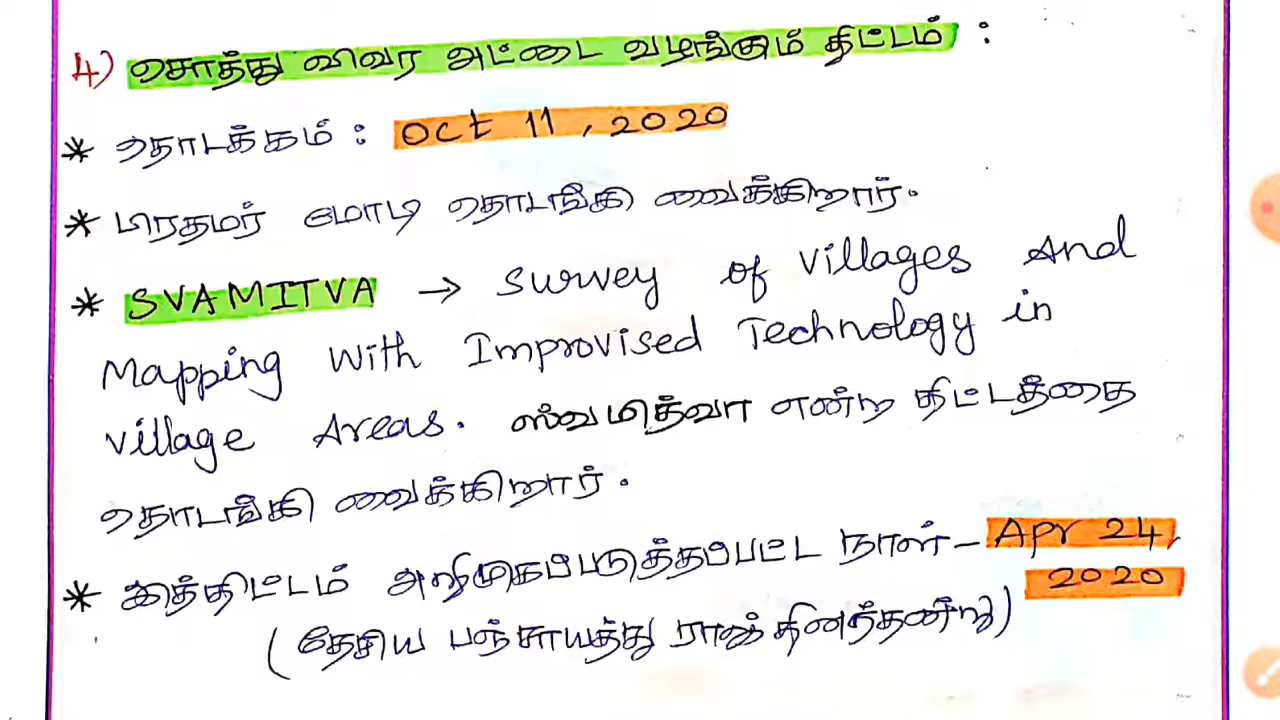 4) சொத்து விவர அட்டை வழங்கும் திட்டம் :
* தொடக்கம் : Oct 11, 2020
* பிரதமர் மோடி தொடங்கி வைக்கிறார்.
* SVAMITVA → Survey of Villages And
Mapping With Improvised Technology in
Village Areas. ஸ்வமித்வா என்ற திட்டத்தை
தொடங்கி வைக்கிறார்.
* இத்திட்டம் அறிமுகப்படுத்தப்பட்ட நாள் - Apr 24,
2020
(தேசிய பஞ்சாயத்து ராஜ் தினத்தன்று)